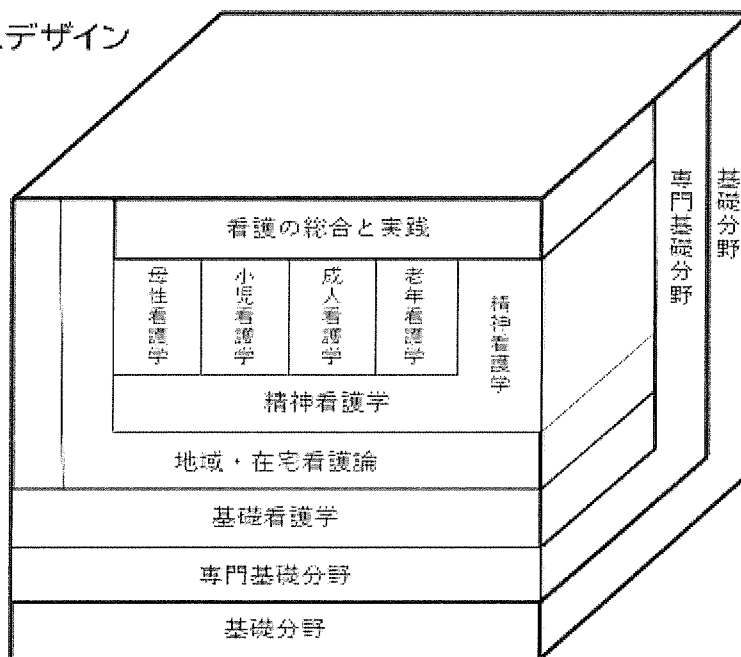 デザイン
看護の総合と実践
母性看護学
小児看護学
成人看護学
老年看護学
精神看護学
精神看護学
地域・在宅看護論
基礎看護学
専門基礎分野
基礎分野
専門基礎分野
基礎分野